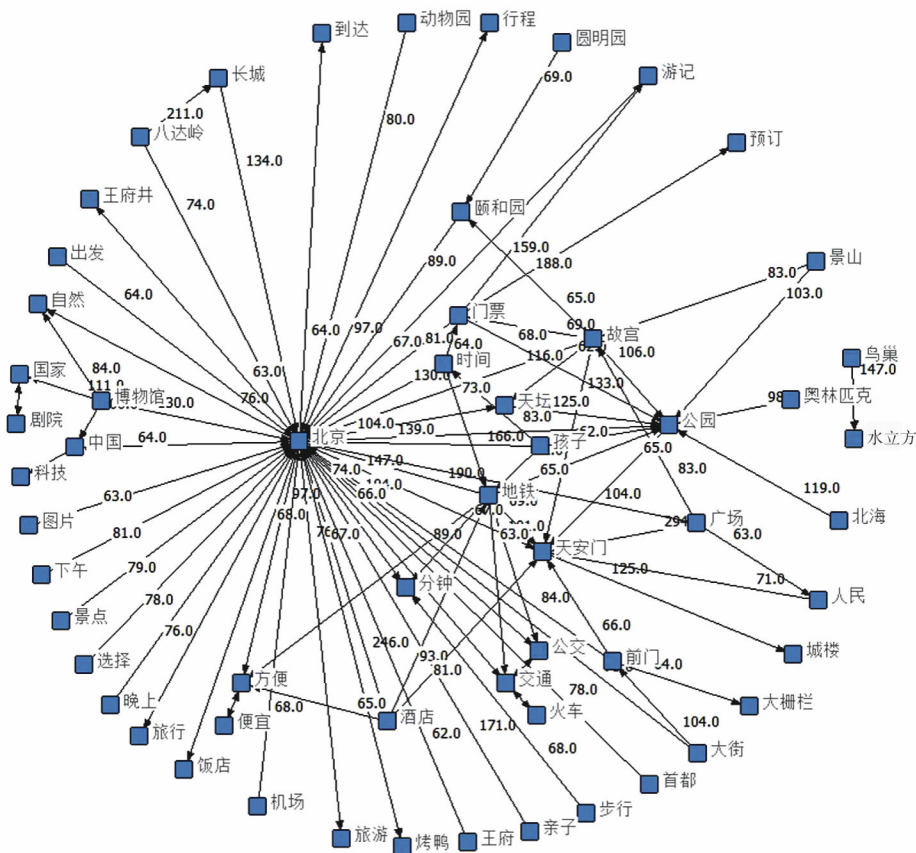 动物园
行程
到达
圆明园
69.0
长城
游记
211.0
80.0
八达岭
134.0
预订
王府井
74.0
颐和园
159.0
出发
89.0
188.0
景山
83.0
64.0
65.0
103.0
自然
门票
64.0
97.0
67.0
81.0
64.0
68.0
69.0
故宫
106.0
鸟巢
147.0
时间
116.0
国家
84.0
63.0
130.0
73.0
133.0
111.0
博物馆
130.0
76.0
天坛
125.0
奥林匹克
98
剧院
104.0
83.0
公园
水立方
中国
64.0
北京
139.0
166.0
孩子
62.0
65.0
科技
74.0
147.0
190.0
65.0
83.0
97.0
66.0
地铁
104.0
119.0
图片
63.0
68.0
广场
北海
294
63.0
81.0
67.0
89.0
63.0
天安门
下午
125.0
71.0
79.0
分钟
84.0
人民
景点
78.0
66.0
246.0
93.0
公交
城楼
选择
76.0
81.0
前门
方便
交通
78.0
晚上
68.0
65.0
酒店
火车
大栅栏
旅行
便宜
62.0
171.0
104.0
68.0
大街
饭店
首都
机场
步行
旅游
烤鸭
王府
亲子